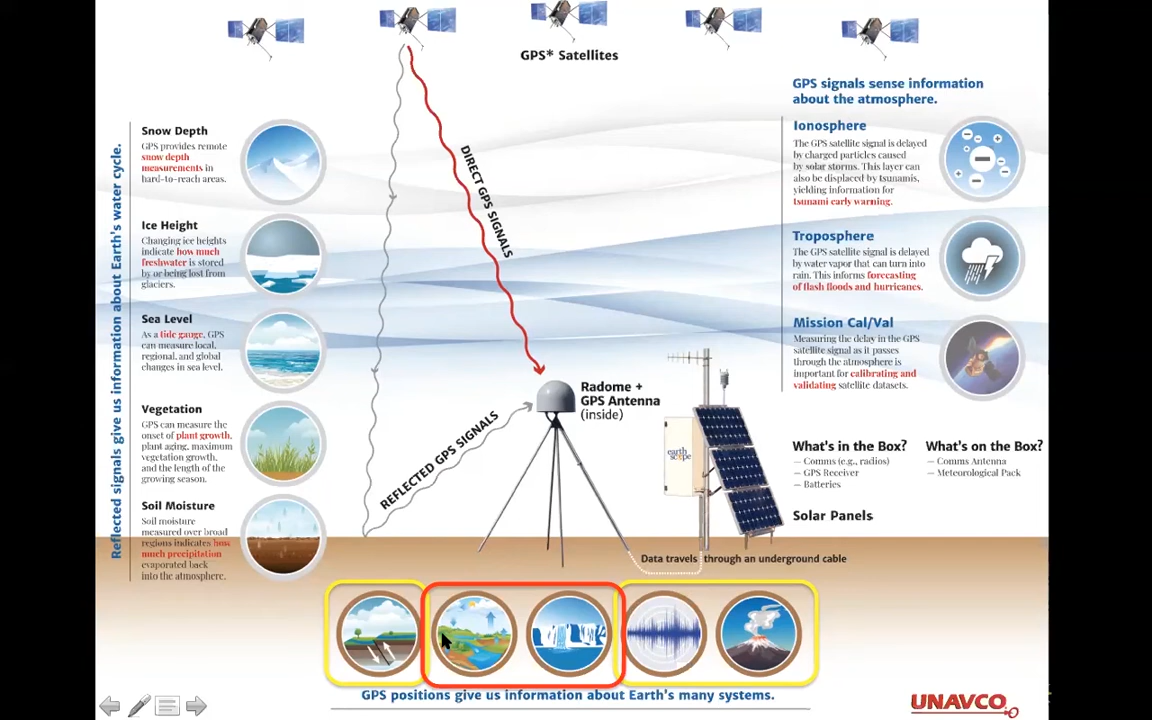 GPS* Satellites
Reflected signals give us information about Earth's water cycle.
Snow Depth
GPS provides remote
snow depth
measurements in
hard-to-reach areas.
Ice Height
Changing ice heights
indicate how much
freshwater is stored
by or being lost from
glaciers.
Sea Level
As a tide gauge, GPS
can measure local,
regional, and global
changes in sea level.
Vegetation
GPS can measure the
onset of plant growth,
plant aging, maximum
vegetation growth,
and the length of the
growing season.
Soil Moisture
Soil moisture
measured over broad
regions indicates how
much precipitation
evaporated back
into the atmosphere.
DIRECT GPS SIGNALS
REFLECTED GPS SIGNALS
Radome +
GPS Antenna
(inside)
earth
scope
GPS signals sense information
about the atmosphere.
Ionosphere
The GPS satellite signal is delayed
by charged particles caused
by solar storms. This layer can
also be displaced by tsunamis,
yielding information for
tsunami early warning.
Troposphere
The GPS satellite signal is delayed
by water vapor that can turn into
rain. This informs forecasting
of flash floods and hurricanes.
Mission Cal/Val
Measuring the delay in the GPS
satellite signal as it passes
through the atmosphere is
important for calibrating and
validating satellite datasets.
What's in the Box?
— Comms (e.g., radios)
— GPS Receiver
— Batteries
What's on the Box?
— Comms Antenna
— Meteorological Pack
Solar Panels
Data travels through an underground cable
GPS positions give us information about Earth's many systems.
UNAVCO